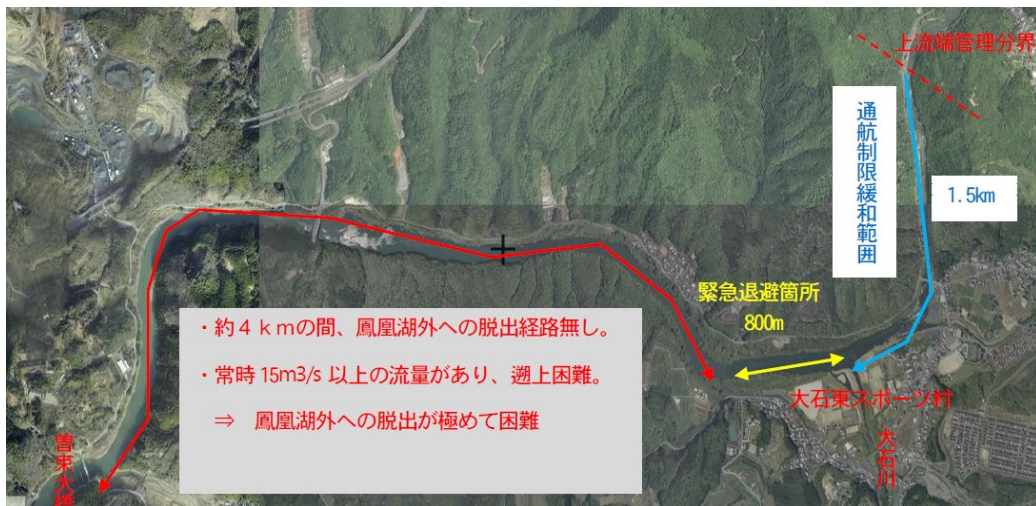 上流端管理分界
通航制限緩和範囲
1.5km
緊急退避箇所
800m
・約４ｋｍの間、鳳凰湖外への脱出経路無し。
・常時 15m3/s 以上の流量があり、遡上困難。
⇒ 鳳凰湖外への脱出が極めて困難
大石東スポーツ村
大石川
曽束大橋